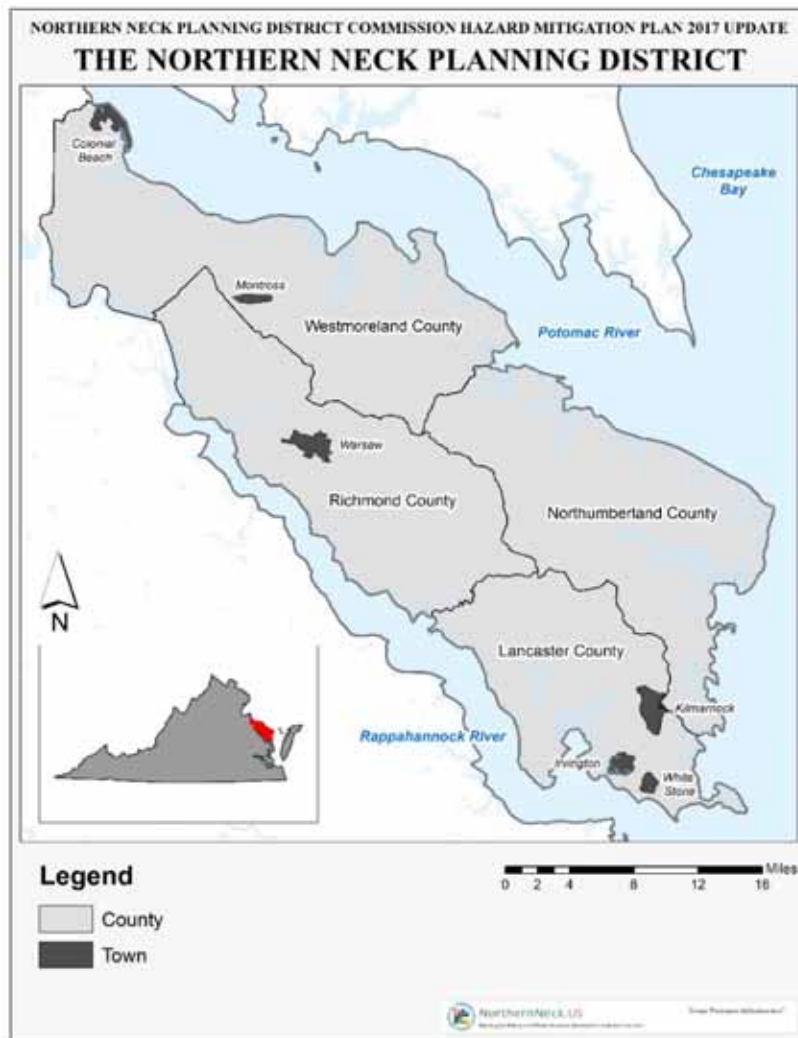 NORTHERN NECK PLANNING DISTRICT COMMISSION HAZARD MITIGATION PLAN 2017 UPDATE
THE NORTHERN NECK PLANNING DISTRICT
Colonial
Beach
Chesapeake
Bay
Montross
Westmoreland County
Potomac River
Warsaw
Richmond County
Northumberland County
N
Lancaster County
Kilmarnock
Rappahannock River
Irvington
White
Stone
Legend
Miles
0 2 4 8 12 16
County
Town
NorthernNeck.US